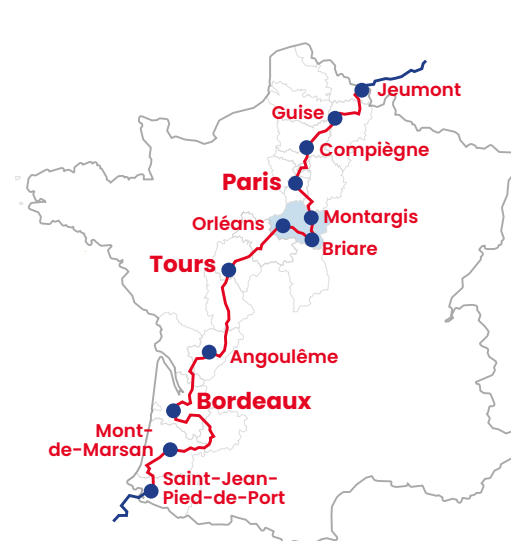 Jeumont
Guise
Compiègne
Paris
Montargis
Orléans
Briare
Tours
Angoulême
Bordeaux
Mont-
de-Marsan
Saint-Jean-
Pied-de-Port